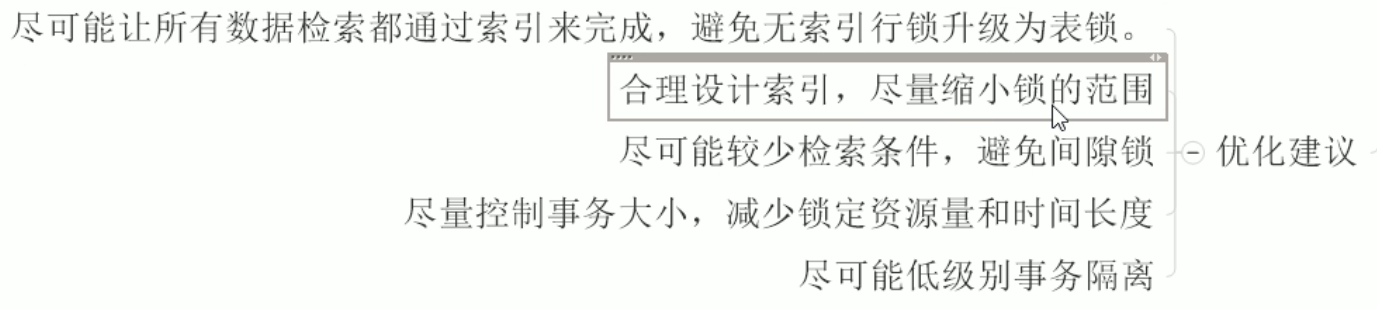 尽可能让所有数据检索都通过索引来完成，避免无索引行锁升级为表锁。
合理设计索引，尽量缩小锁的范围
尽可能较少检索条件，避免间隙锁
优化建议
尽量控制事务大小，减少锁定资源量和时间长度
尽可能低级别事务隔离